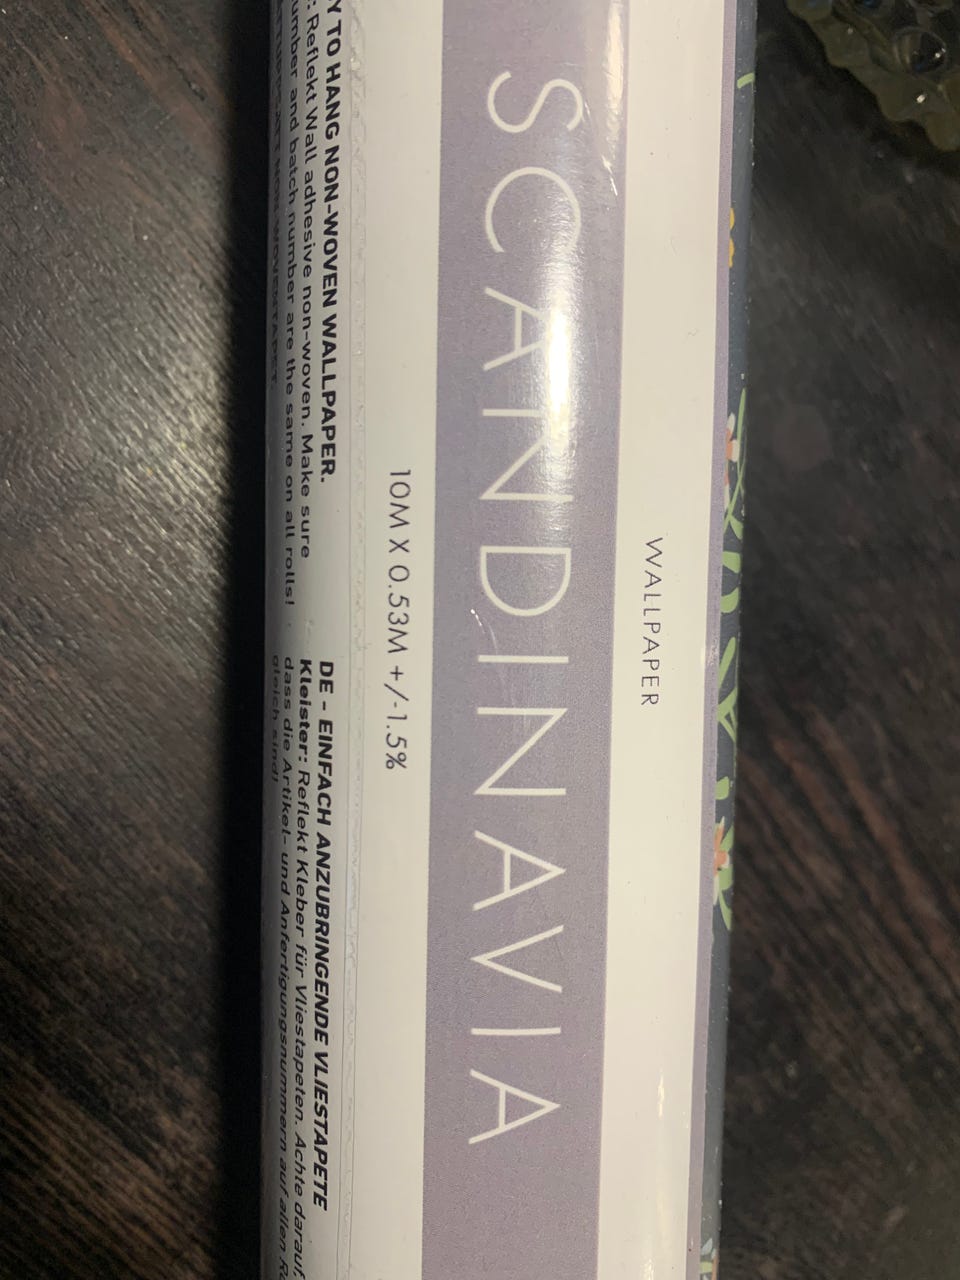 WALLPAPER
SCANDINAVIA
10M X 0.53M +/-1.5%
Y TO HANG NON-WOVEN WALLPAPER.
: Reflekt Wall adhesive non-woven. Make sure
umber and batch number are the same on all rolls!
DE - EINFACH ANZUBRINGENDE VLIESTAPETE
Kleister: Reflekt Kleber für Vliestapeten. Achte darauf,
dass die Artikel- und Anfertigungsnummern auf allen Ro
gleich sind!